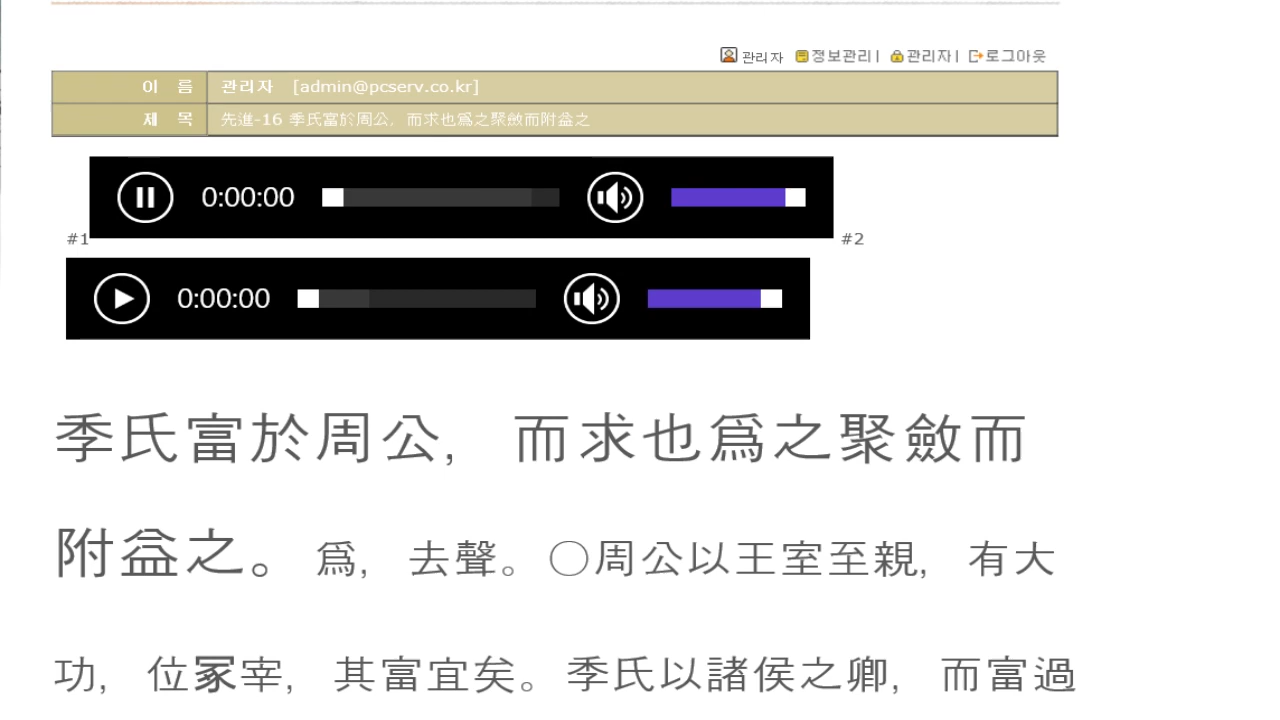 관리자 정보관리 | 관리자 | 로그아웃
이 름 관리자 [admin@pcserv.co.kr]
제 목 先進-16 季氏富於周公, 而求也爲之聚斂而附益之
0:00:00
#1 #2
0:00:00
季氏富於周公, 而求也爲之聚斂而
附益之。爲, 去聲。○周公以王室至親, 有大
功, 位冢宰, 其富宜矣。季氏以諸侯之卿, 而富過